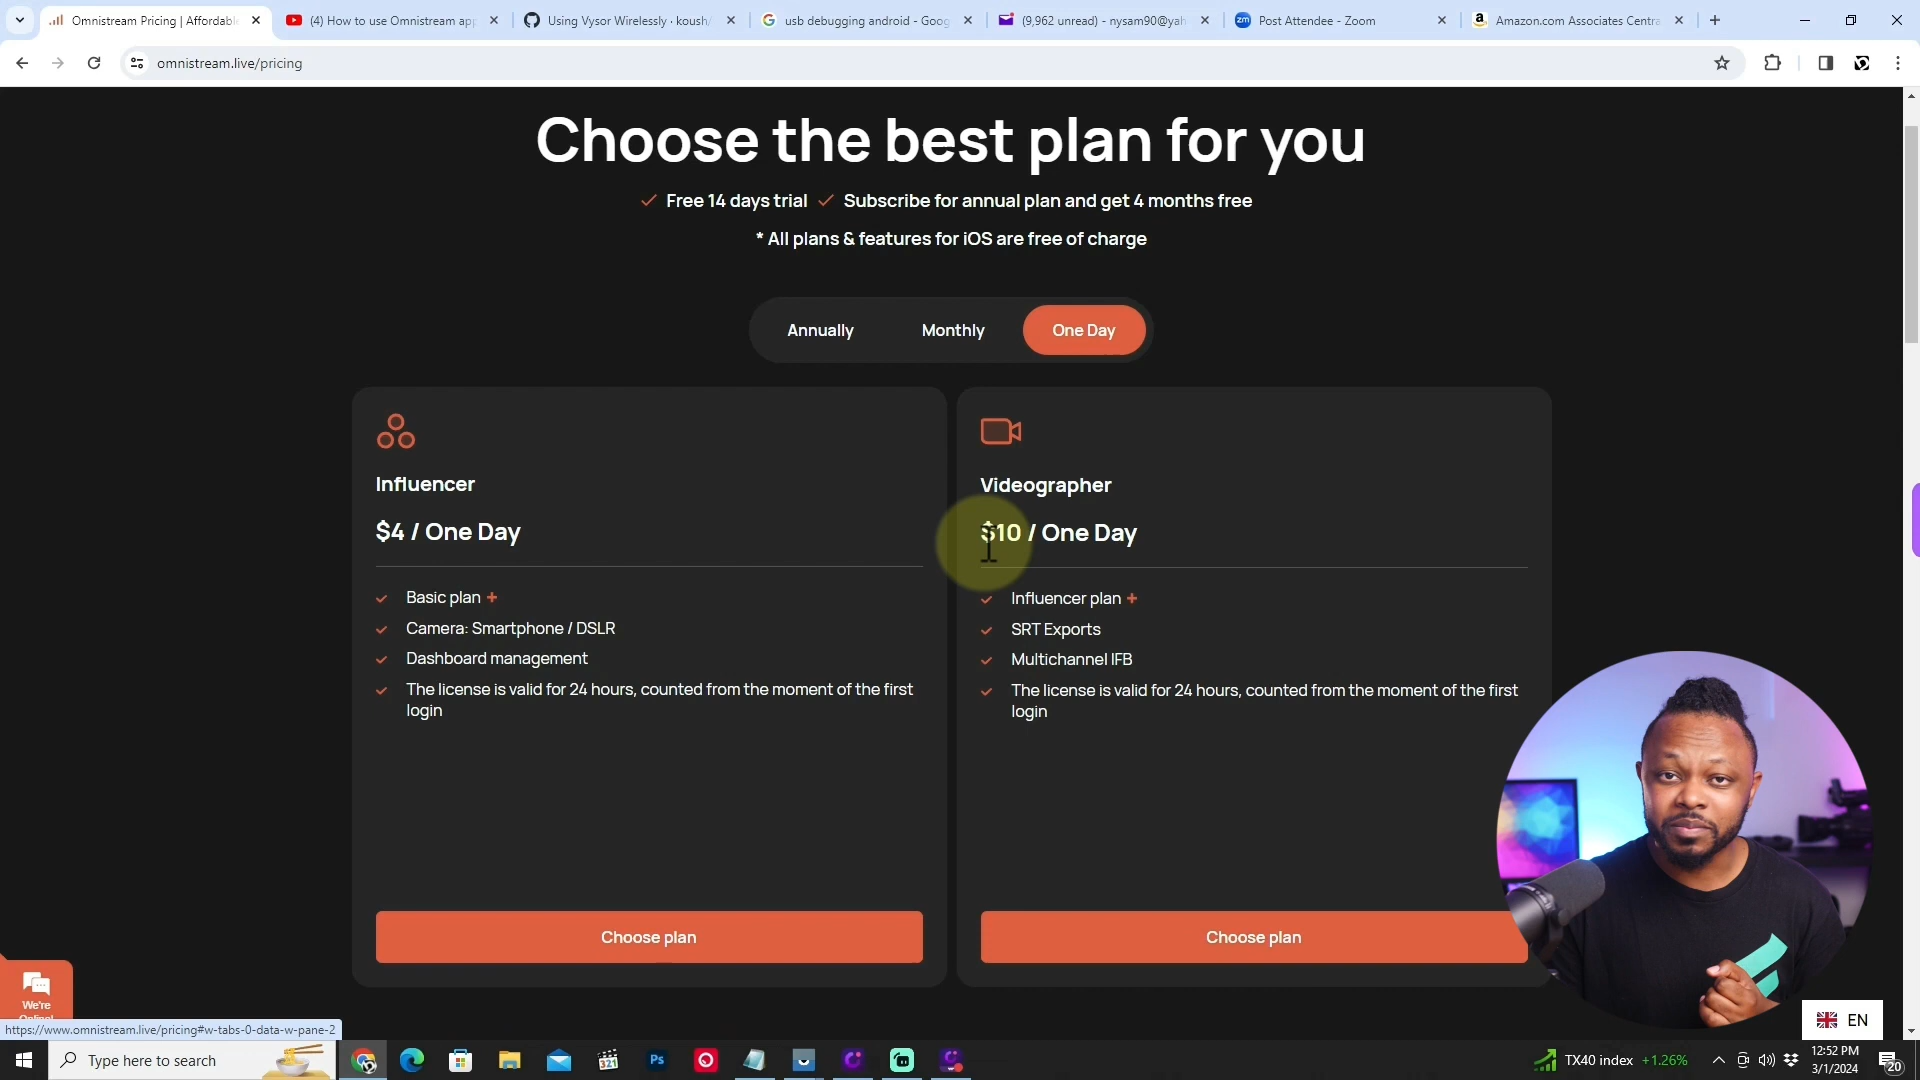 Omnistream Pricing | Affordabl
(4) How to use Omnistream app
Using Vysor Wirelessly · koush/
usb debugging android - Goog
(9,962 unread) - nysam90@yah
Post Attendee - Zoom
Amazon.com Associates Centra
omnistream.live/pricing
Choose the best plan for you
Free 14 days trial Subscribe for annual plan and get 4 months free
* All plans & features for iOS are free of charge
Annually
Monthly
One Day
Influencer
$4 / One Day
Basic plan +
Camera: Smartphone / DSLR
Dashboard management
The license is valid for 24 hours, counted from the moment of the first
login
Choose plan
Videographer
$10 / One Day
Influencer plan +
SRT Exports
Multichannel IFB
The license is valid for 24 hours, counted from the moment of the first
login
Choose plan
We're
Online!
EN
https://www.omnistream.live/pricing#w-tabs-0-data-w-pane-2
Type here to search
321
Ps
TX40 index +1.26%
12:52 PM
3/1/2024
20